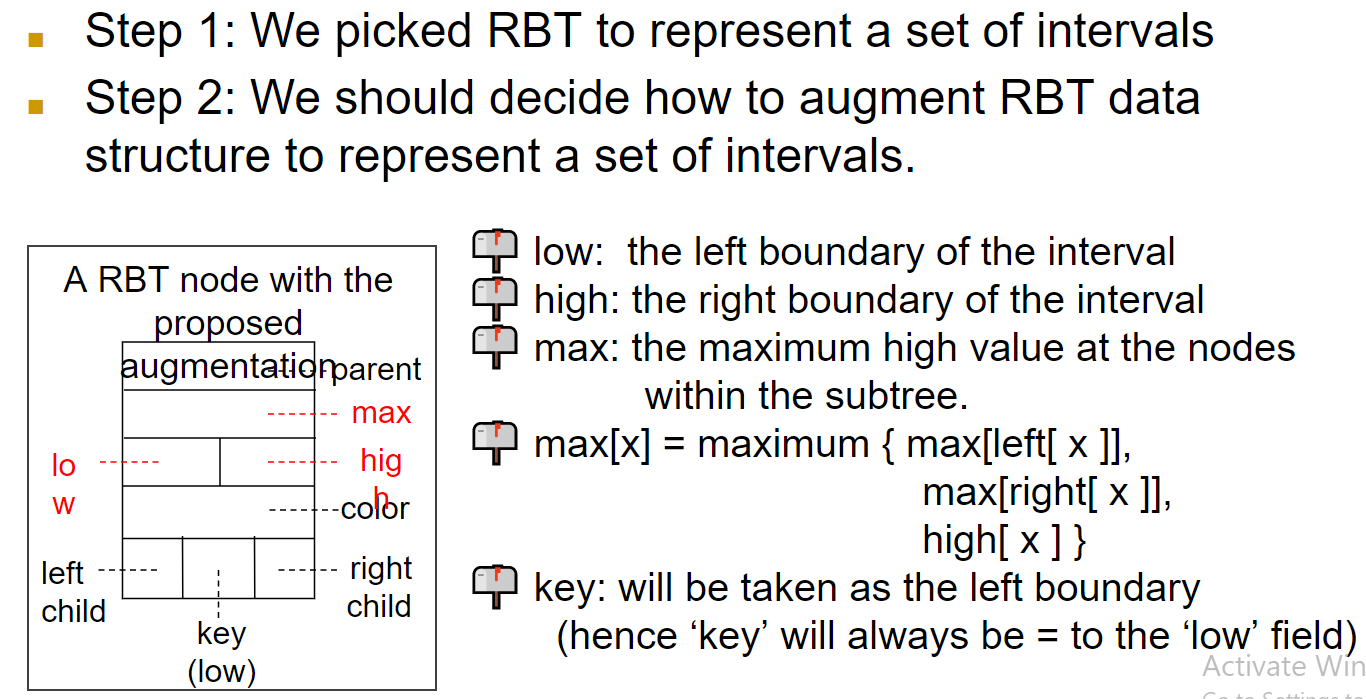 Step 1: We picked RBT to represent a set of intervals
Step 2: We should decide how to augment RBT data
structure to represent a set of intervals.
A RBT node with the
proposed
augmentation
parent
max
lo
w
hig
h
color
left
child
right
child
key
(low)
low: the left boundary of the interval
high: the right boundary of the interval
max: the maximum high value at the nodes
within the subtree.
max[x] = maximum { max[left[ x ]],
max[right[ x ]],
high[ x ] }
key: will be taken as the left boundary
(hence ‘key’ will always be = to the ‘low’ field)
Activate Win